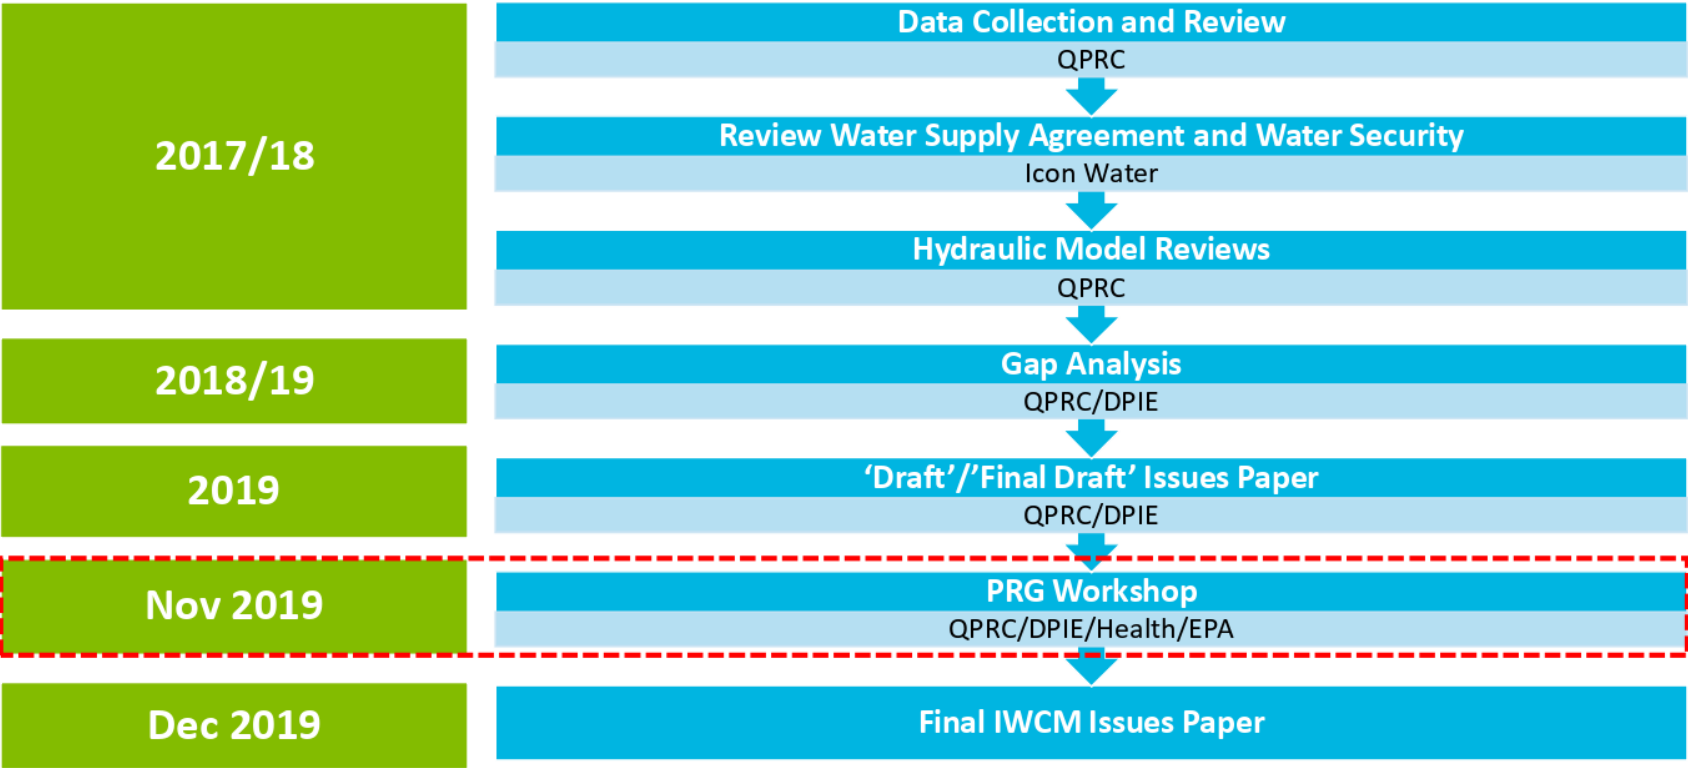 2017/18
Data Collection and Review
QPRC
Review Water Supply Agreement and Water Security
Icon Water
Hydraulic Model Reviews
QPRC
2018/19
Gap Analysis
QPRC/DPIE
2019
‘Draft’/’Final Draft’ Issues Paper
QPRC/DPIE
Nov 2019
PRG Workshop
QPRC/DPIE/Health/EPA
Dec 2019
Final IWCM Issues Paper